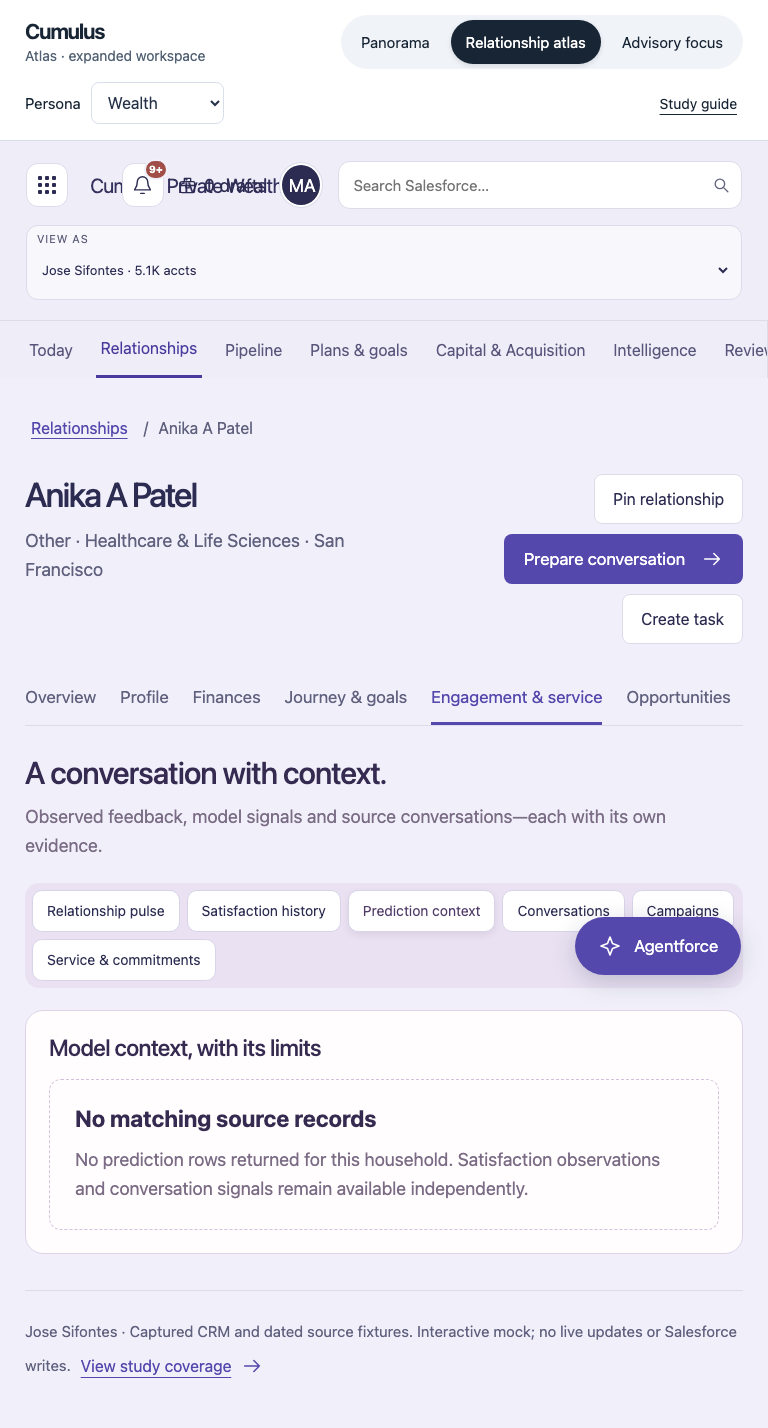 Cumulus
Atlas · expanded workspace
Panorama
Relationship atlas
Advisory focus
Persona
Wealth
Study guide
9+
Private Wealth
MA
Search Salesforce...
VIEW AS
Jose Sifontes · 5.1K accts
Today
Relationships
Pipeline
Plans & goals
Capital & Acquisition
Intelligence
Relationships / Anika A Patel
Anika A Patel
Other · Healthcare & Life Sciences · San
Francisco
Pin relationship
Prepare conversation
Create task
Overview
Profile
Finances
Journey & goals
Engagement & service
Opportunities
A conversation with context.
Observed feedback, model signals and source conversations—each with its own
evidence.
Relationship pulse
Satisfaction history
Prediction context
Conversations
Campaigns
Service & commitments
Agentforce
Model context, with its limits
No matching source records
No prediction rows returned for this household. Satisfaction observations
and conversation signals remain available independently.
Jose Sifontes · Captured CRM and dated source fixtures. Interactive mock; no live updates or Salesforce
writes. View study coverage